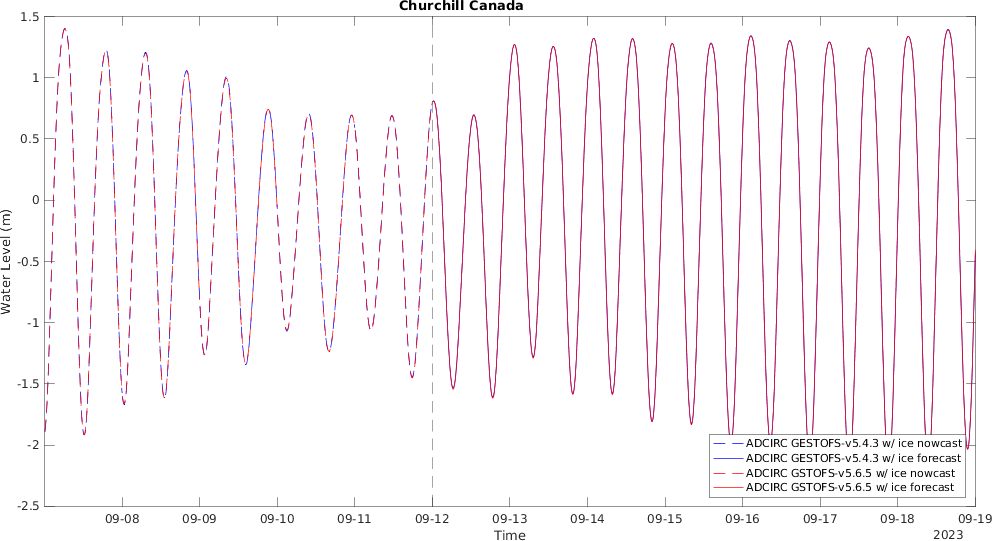 Churchill Canada
1.5
1
0.5
0
-0.5
-1
-1.5
-2
-2.5
Water Level (m)
ADCIRC GESTOFS-v5.4.3 w/ ice nowcast
ADCIRC GESTOFS-v5.4.3 w/ ice forecast
ADCIRC GSTOFS-v5.6.5 w/ ice nowcast
ADCIRC GSTOFS-v5.6.5 w/ ice forecast
09-08 09-09 09-10 09-11 09-12 09-13 09-14 09-15 09-16 09-17 09-18 09-19
Time
2023